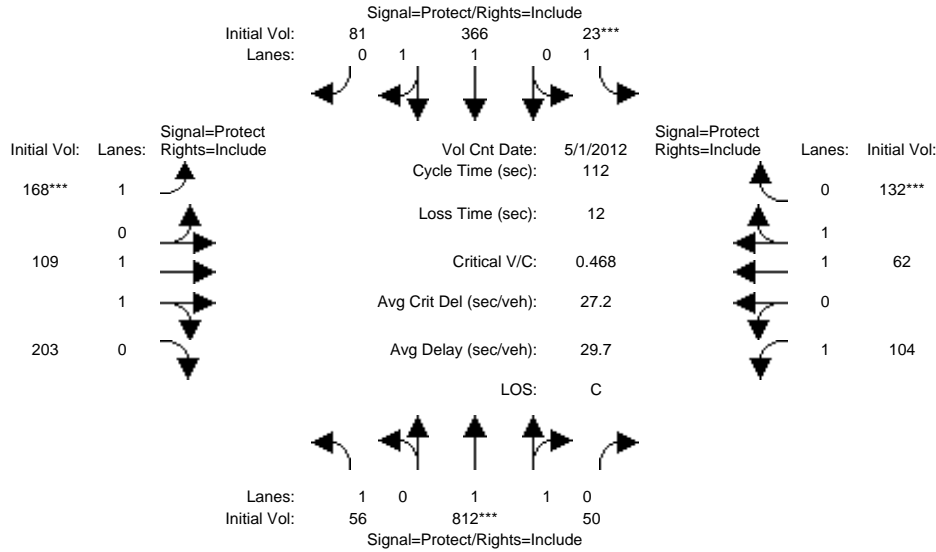 Signal=Protect/Rights=Include
Initial Vol: 81 366 23***
Lanes: 0 1 1 0 1
Signal=Protect
Initial Vol: Lanes: Rights=Include
Vol Cnt Date: 5/1/2012
Signal=Protect
Rights=Include Lanes: Initial Vol:
Cycle Time (sec): 112
168*** 1
0 132***
Loss Time (sec): 12
0
1
109 1
Critical V/C: 0.468
1 62
1
Avg Crit Del (sec/veh): 27.2
0
203 0
Avg Delay (sec/veh): 29.7
1 104
LOS: C
Lanes: 1 0 1 1 0
Initial Vol: 56 812*** 50
Signal=Protect/Rights=Include